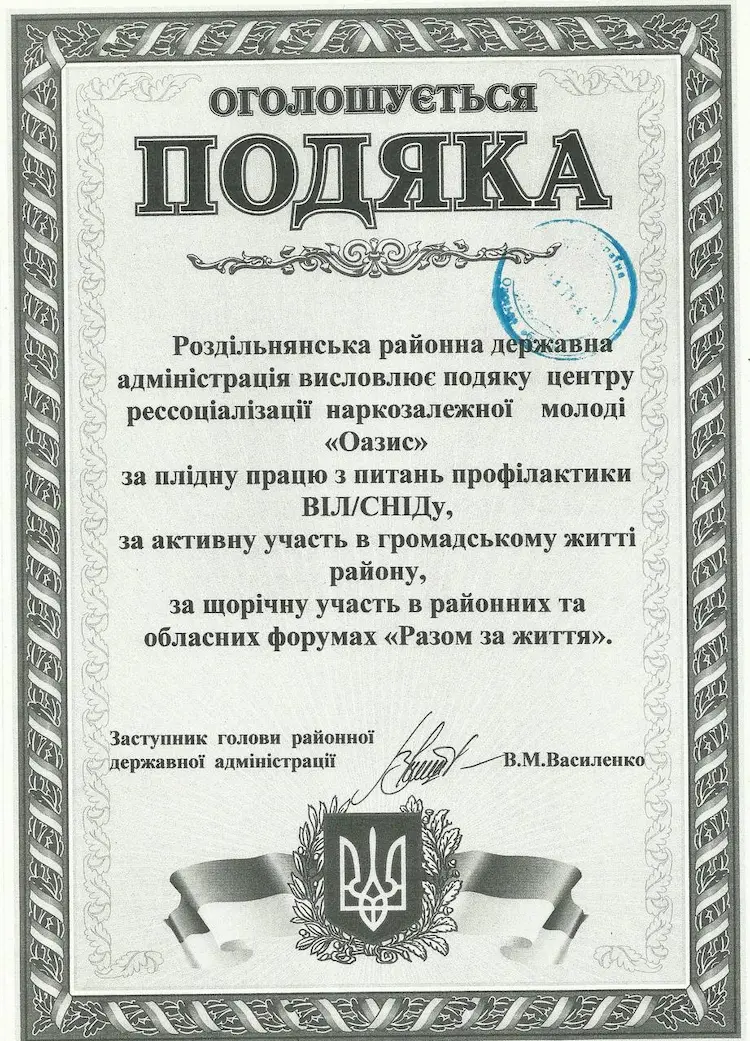 ОГОЛОШУЄТЬСЯ
ПОДЯКА
Роздільнянська районна державна
адміністрація висловлює подяку центру
рессоціалізації наркозалежної молоді
«Оазис»
за плідну працю з питань профілактики
ВІЛ/СНІДу,
за активну участь в громадському житті
району,
за щорічну участь в районних та
обласних форумах «Разом за життя».
Заступник голови районної
державної адміністрації
В.М.Василенко